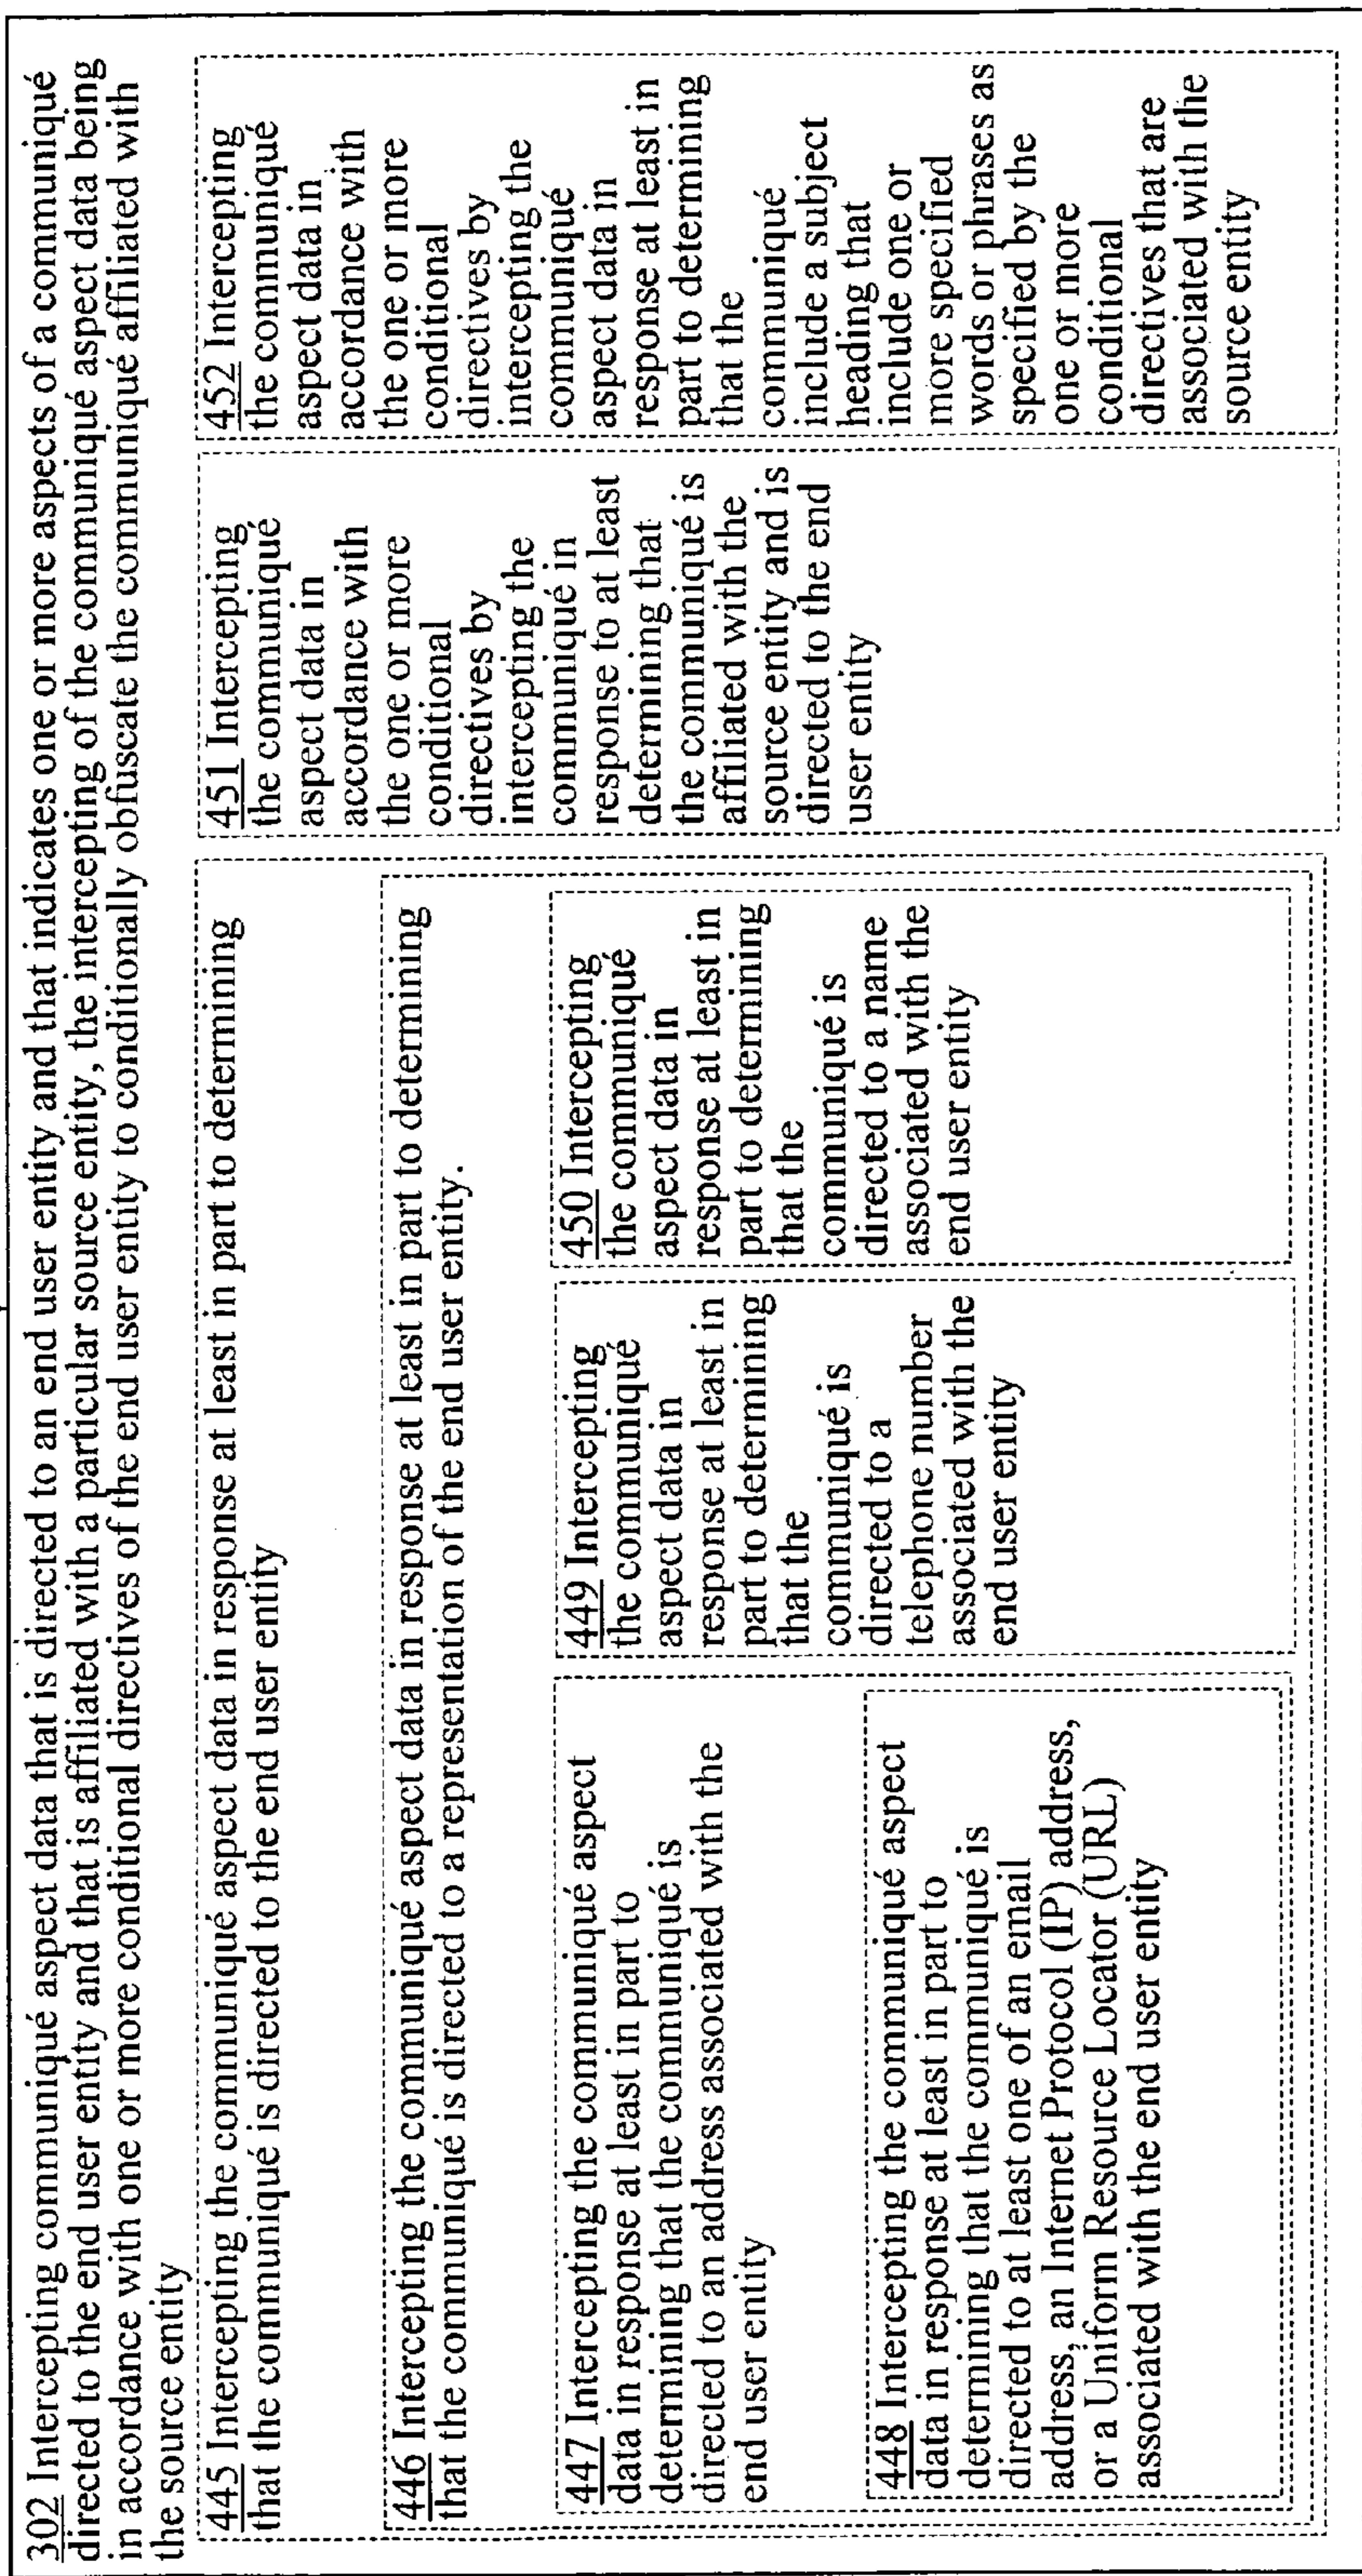 302 Intercepting communiqué aspect data that is directed to an end user entity and that indicates one or more aspects of a communiqué
directed to the end user entity and that is affiliated with a particular source entity, the intercepting of the communiqué aspect data being
in accordance with one or more conditional directives of the end user entity to conditionally obfuscate the communiqué affiliated with
the source entity
445 Intercepting the communiqué aspect data in response at least in part to determining
that the communiqué is directed to the end user entity
446 Intercepting the communiqué aspect data in response at least in part to determining
that the communiqué is directed to a representation of the end user entity.
447 Intercepting the communiqué aspect
data in response at least in part to
determining that the communiqué is
directed to an address associated with the
end user entity
448 Intercepting the communiqué aspect
data in response at least in part to
determining that the communiqué is
directed to at least one of an email
address, an Internet Protocol (IP) address,
or a Uniform Resource Locator (URL)
associated with the end user entity
449 Intercepting
the communiqué
aspect data in
response at least in
part to determining
that the
communiqué is
directed to a
telephone number
associated with the
end user entity
450 Intercepting
the communiqué
aspect data in
response at least in
part to determining
that the
communiqué is
directed to a name
associated with the
end user entity
451 Intercepting
the communiqué
aspect data in
accordance with
the one or more
conditional
directives by
intercepting the
communiqué in
response to at least
determining that
the communiqué is
affiliated with the
source entity and is
directed to the end
user entity
452 Intercepting
the communiqué
aspect data in
accordance with
the one or more
conditional
directives by
intercepting the
communiqué
aspect data in
response at least in
part to determining
that the
communiqué
include a subject
heading that
include one or
more specified
words or phrases as
specified by the
one or more
conditional
directives that are
associated with the
source entity